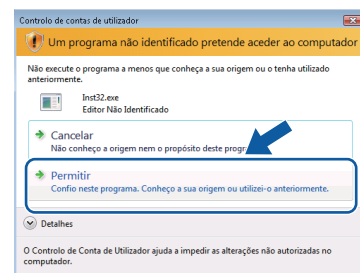 Controlo de contas de utilizador
Um programa não identificado pretende aceder ao computador
Não execute o programa a menos que conheça a sua origem ou o tenha utilizado
anteriormente.
Inst32.exe
Editor Não Identificado
Cancelar
Não conheço a origem nem o propósito deste
Permitir
Confio neste programa. Conheço a sua origem ou utilizei-o anteriormente.
Detalhes
O Controlo de Conta de Utilizador ajuda a impedir as alterações não autorizadas no
computador.